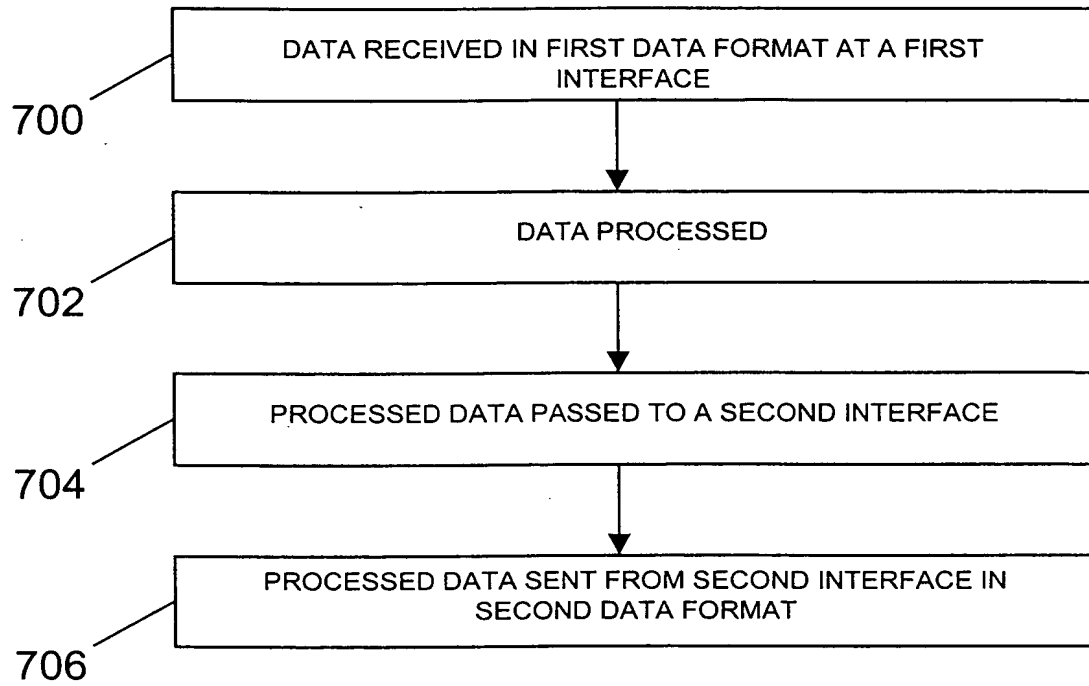 DATA RECEIVED IN FIRST DATA FORMAT AT A FIRST
INTERFACE
700
DATA PROCESSED
702
PROCESSED DATA PASSED TO A SECOND INTERFACE
704
PROCESSED DATA SENT FROM SECOND INTERFACE IN
SECOND DATA FORMAT
706